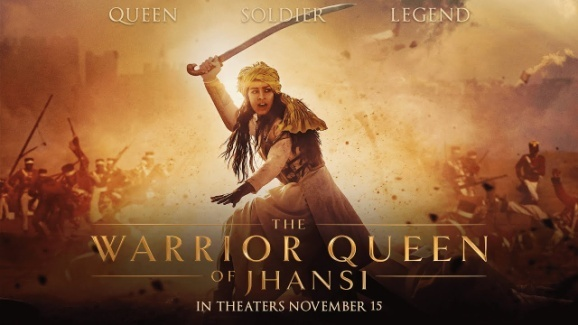 QUEEN SOLDIER LEGEND
THE
WARRIOR QUEEN
OF JHANSI
IN THEATERS NOVEMBER 15